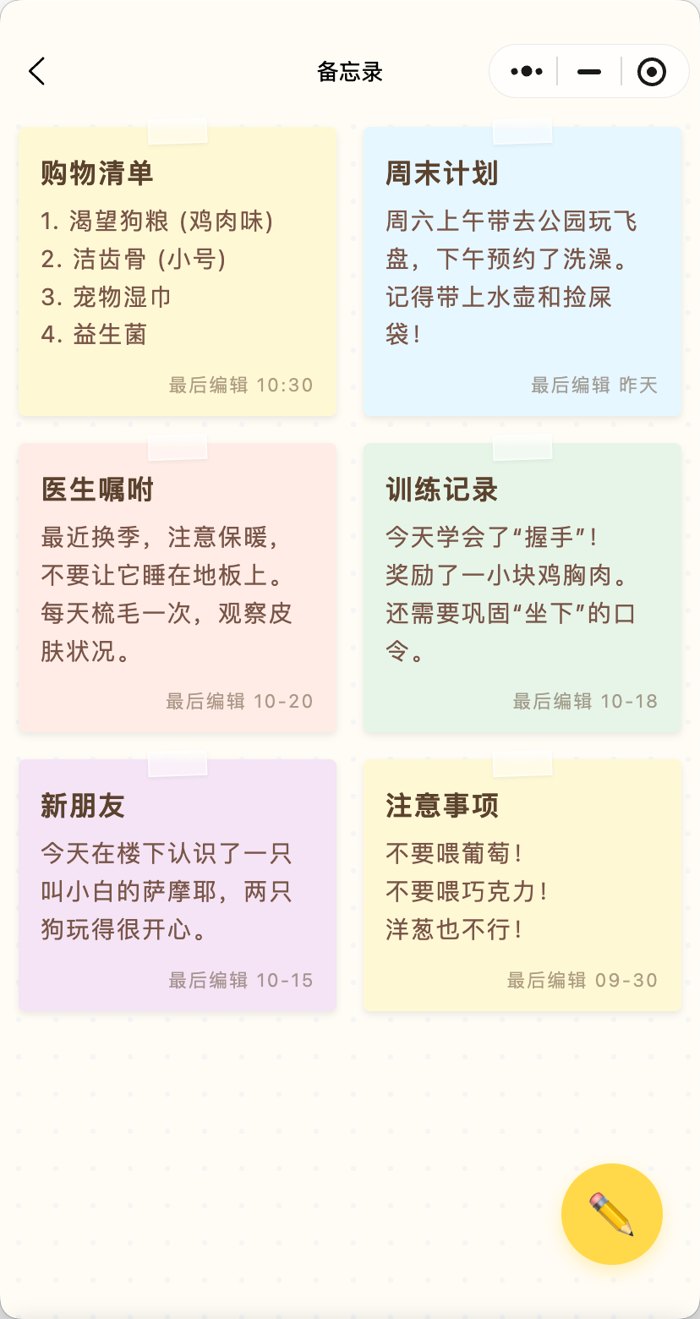 备忘录
购物清单
1. 渴望狗粮 (鸡肉味)
2. 洁齿骨 (小号)
3. 宠物湿巾
4. 益生菌
最后编辑 10:30
周末计划
周六上午带去公园玩飞
盘，下午预约了洗澡。
记得带上水壶和捡屎
袋！
最后编辑 昨天
医生嘱咐
最近换季，注意保暖，
不要让它睡在地板上。
每天梳毛一次，观察皮
肤状况。
最后编辑 10-20
训练记录
今天学会了“握手”！
奖励了一小块鸡胸肉。
还需要巩固“坐下”的口
令。
最后编辑 10-18
新朋友
今天在楼下认识了一只
叫小白的萨摩耶，两只
狗玩得很开心。
最后编辑 10-15
注意事项
不要喂葡萄！
不要喂巧克力！
洋葱也不行！
最后编辑 09-30